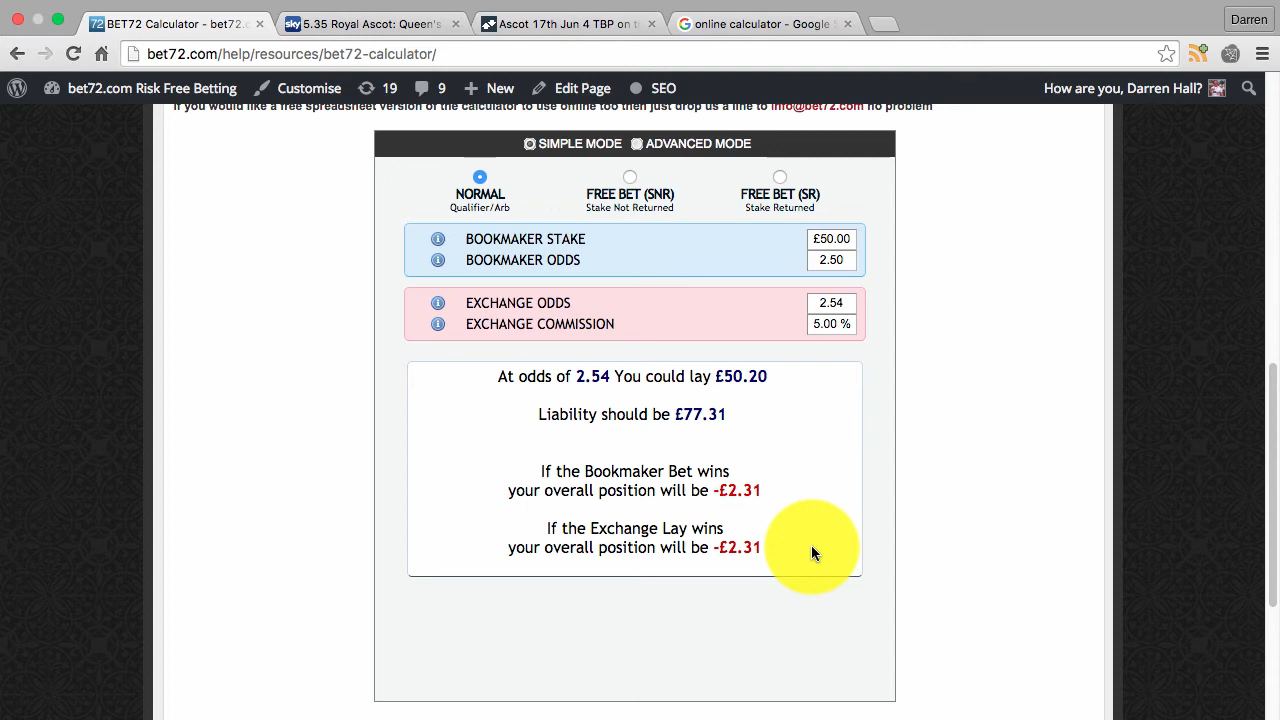 BET72 Calculator - bet72.c
5.35 Royal Ascot: Queen's
Ascot 17th Jun 4 TBP on ti
online calculator - Google S
Darren
bet72.com/help/resources/bet72-calculator/
bet72.com Risk Free Betting Customise 19 9 New Edit Page SEO How are you, Darren Hall?
If you would like a free spreadsheet version of the calculator to use offline too then just drop us a line to info@bet72.com no problem
SIMPLE MODE ADVANCED MODE
NORMAL FREE BET (SNR) FREE BET (SR)
Qualifier/Arb Stake Not Returned Stake Returned
BOOKMAKER STAKE £50.00
BOOKMAKER ODDS 2.50
EXCHANGE ODDS 2.54
EXCHANGE COMMISSION 5.00 %
At odds of 2.54 You could lay £50.20
Liability should be £77.31
If the Bookmaker Bet wins
your overall position will be -£2.31
If the Exchange Lay wins
your overall position will be -£2.31